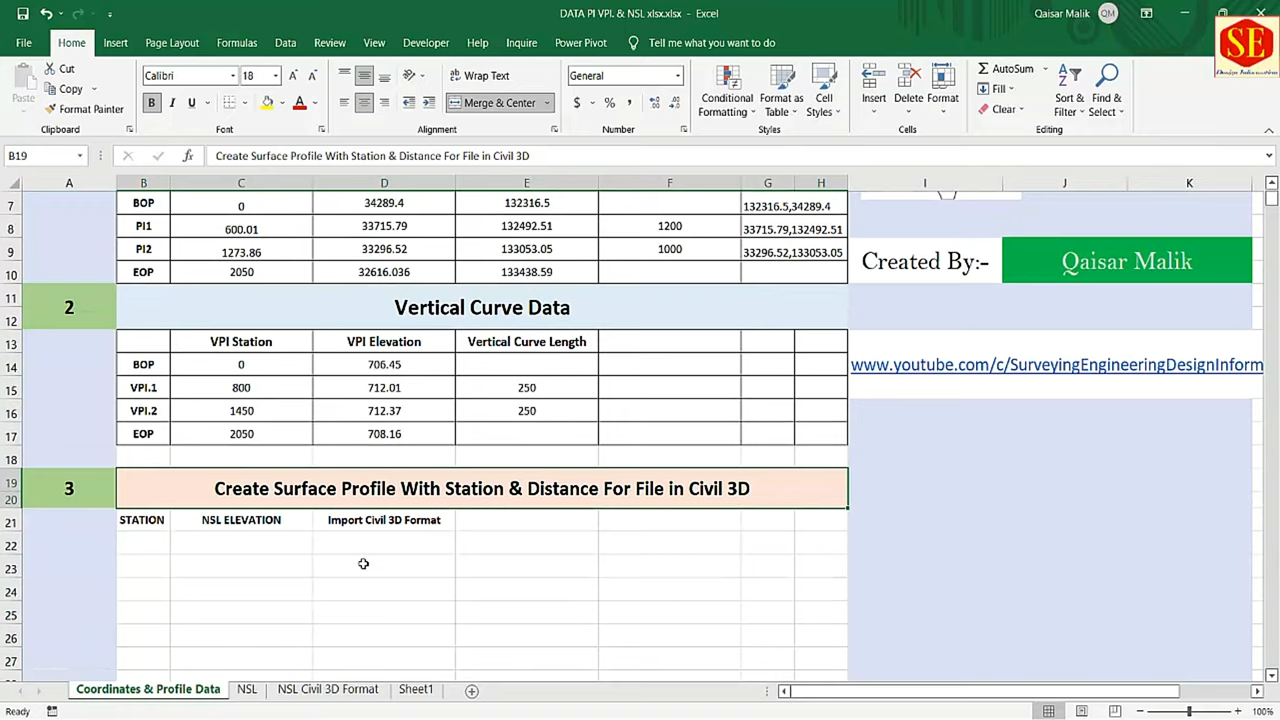 DATA PI VPI. & NSL xlsx.xlsx - Excel
Qaisar Malik QM
SE
File Home Insert Page Layout Formulas Data Review View Developer Help Inquire Power Pivot Tell me what you want to do
Paste Cut Copy Format Painter
Calibri 18
B I U
Wrap Text
Merge & Center
General
$ % ,
Conditional Formatting Format as Table Cell Styles
Insert Delete Format
AutoSum Fill Clear
Sort & Filter Find & Select
Clipboard Font Alignment Number Styles Cells Editing
B19 fx Create Surface Profile With Station & Distance For File in Civil 3D
A B C D E F G H I J K
7 BOP 0 34289.4 132316.5 132316.5,34289.4
8 PI1 600.01 33715.79 132492.51 1200 33715.79,132492.51
9 PI2 1273.86 33296.52 133053.05 1000 33296.52,133053.05
Created By:- Qaisar Malik
10 EOP 2050 32616.036 133438.59
11
2 Vertical Curve Data
12
13 VPI Station VPI Elevation Vertical Curve Length
14 BOP 0 706.45
www.youtube.com/c/SurveyingEngineeringDesignInform
15 VPI.1 800 712.01 250
16 VPI.2 1450 712.37 250
17 EOP 2050 708.16
18
19
3 Create Surface Profile With Station & Distance For File in Civil 3D
20
21 STATION NSL ELEVATION Import Civil 3D Format
22
23
24
25
26
27
Coordinates & Profile Data NSL NSL Civil 3D Format Sheet1
Ready 100%